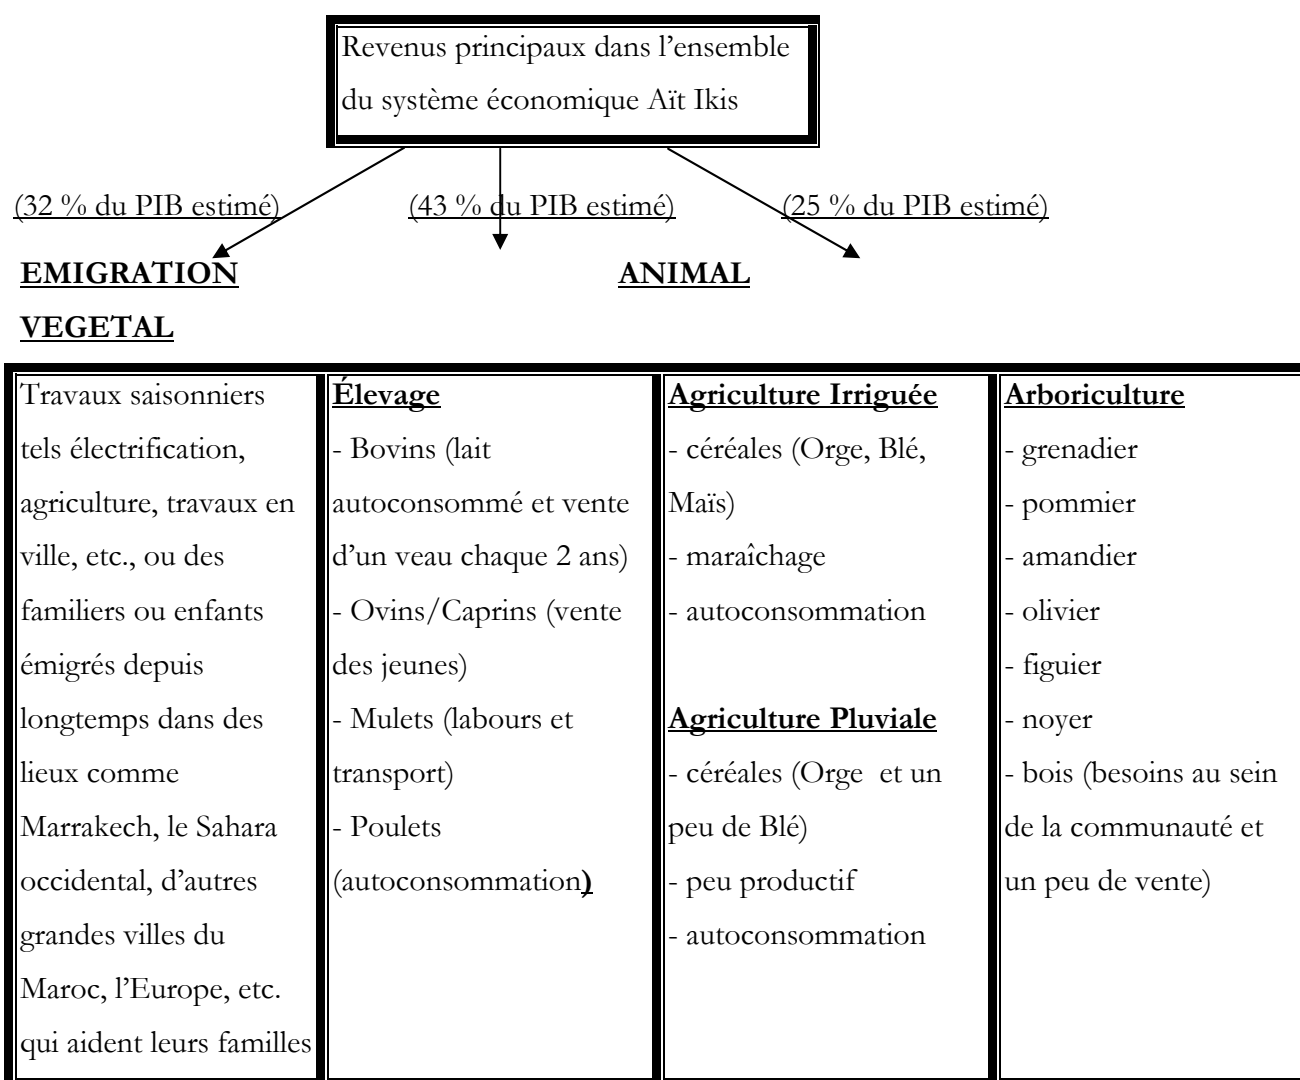 Revenus principaux dans l’ensemble
du système économique Aït Ikis
(32 % du PIB estimé) (43 % du PIB estimé) (25 % du PIB estimé)
EMIGRATION ANIMAL
VEGETAL
Travaux saisonniers
tels électrification,
agriculture, travaux en
ville, etc., ou des
familiers ou enfants
émigrés depuis
longtemps dans des
lieux comme
Marrakech, le Sahara
occidental, d’autres
grandes villes du
Maroc, l’Europe, etc.
qui aident leurs familles
Élevage
- Bovins (lait
autoconsommé et vente
d’un veau chaque 2 ans)
- Ovins/Caprins (vente
des jeunes)
- Mulets (labours et
transport)
- Poulets
(autoconsommation)
Agriculture Irriguée
- céréales (Orge, Blé,
Maïs)
- maraîchage
- autoconsommation
Agriculture Pluviale
- céréales (Orge et un
peu de Blé)
- peu productif
- autoconsommation
Arboriculture
- grenadier
- pommier
- amandier
- olivier
- figuier
- noyer
- bois (besoins au sein
de la communauté et
un peu de vente)